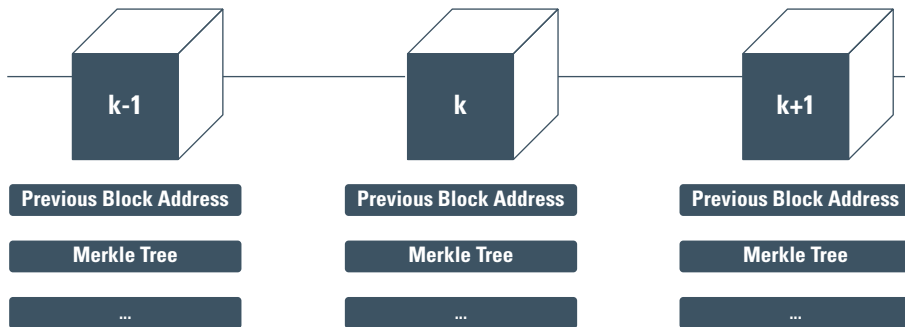 k-1
k
k+1
Previous Block Address
Previous Block Address
Previous Block Address
Merkle Tree
Merkle Tree
Merkle Tree
...
...
...